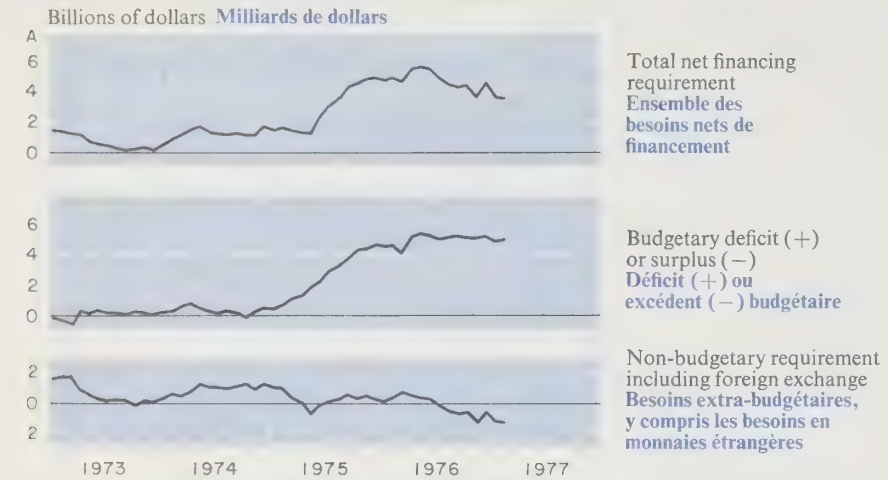 Billions of dollars Milliards de dollars
A
6
4
2
0
Total net financing
requirement
Ensemble des
besoins nets de
financement
6
4
2
0
Budgetary deficit (+)
or surplus (−)
Déficit (+) ou
excédent (−) budgétaire
2
0
2
Non-budgetary requirement
including foreign exchange
Besoins extra-budgétaires,
y compris les besoins en
monnaies étrangères
1973 1974 1975 1976 1977